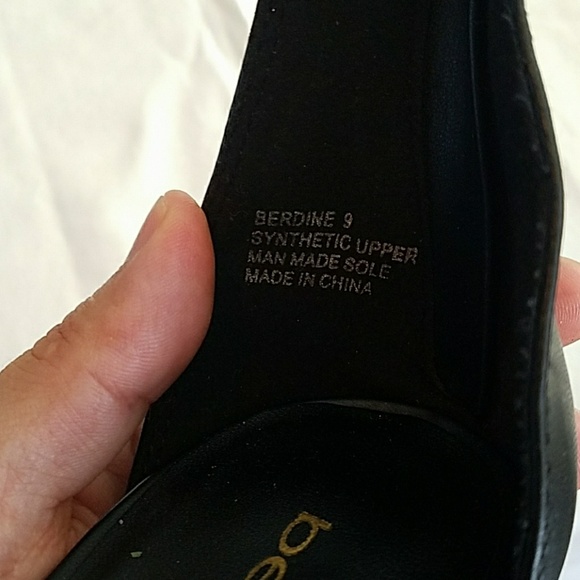 BERDINE 9
SYNTHETIC UPPER
MAN MADE SOLE
MADE IN CHINA
be